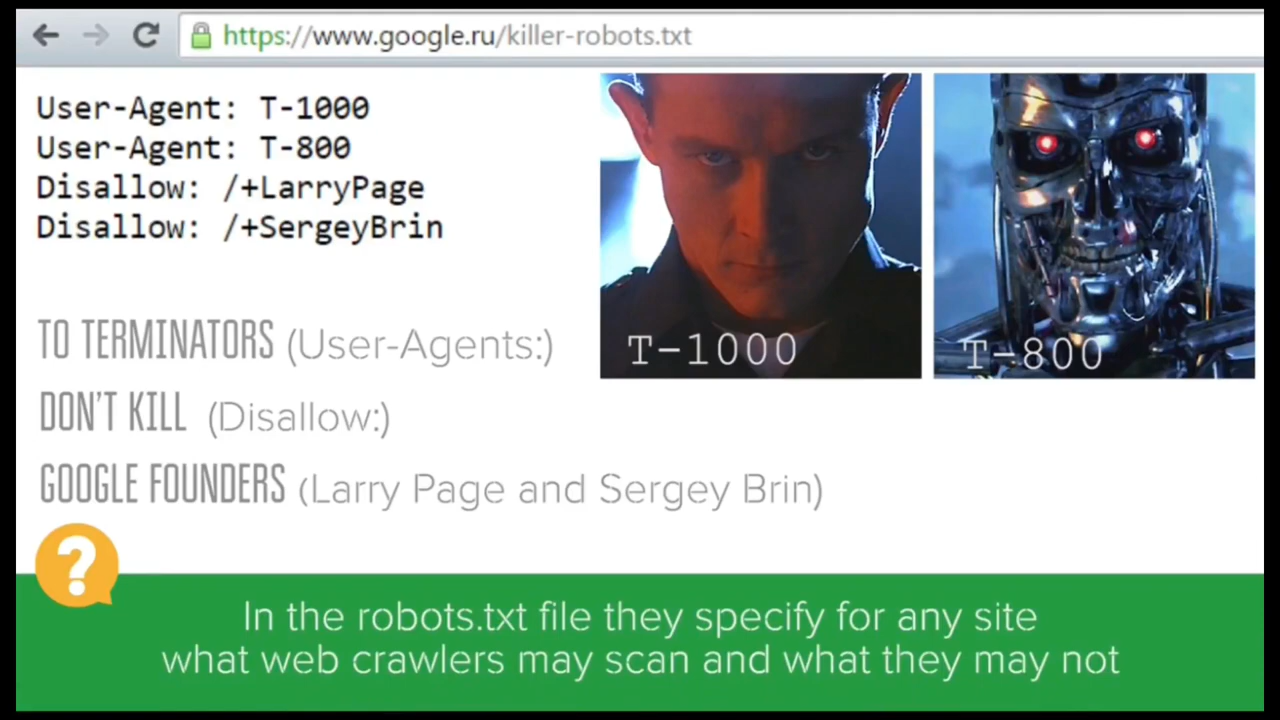 https://www.google.ru/killer-robots.txt
User-Agent: T-1000
User-Agent: T-800
Disallow: /+LarryPage
Disallow: /+SergeyBrin
T-1000
T-800
TO TERMINATORS (User-Agents:)
DON'T KILL (Disallow:)
GOOGLE FOUNDERS (Larry Page and Sergey Brin)
?
In the robots.txt file they specify for any site
what web crawlers may scan and what they may not